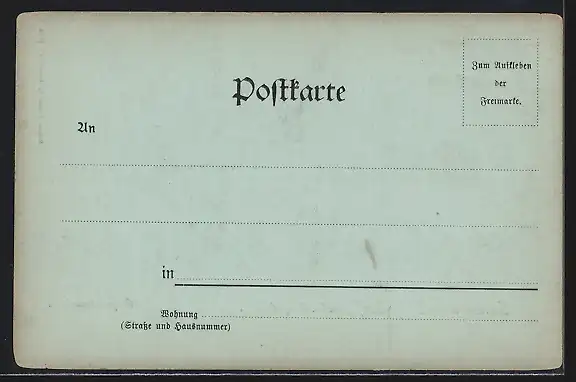 Zum Aufkleben
der
Freimarke.
Postkarte
An
in
Wohnung
(Straße und Hausnummer)